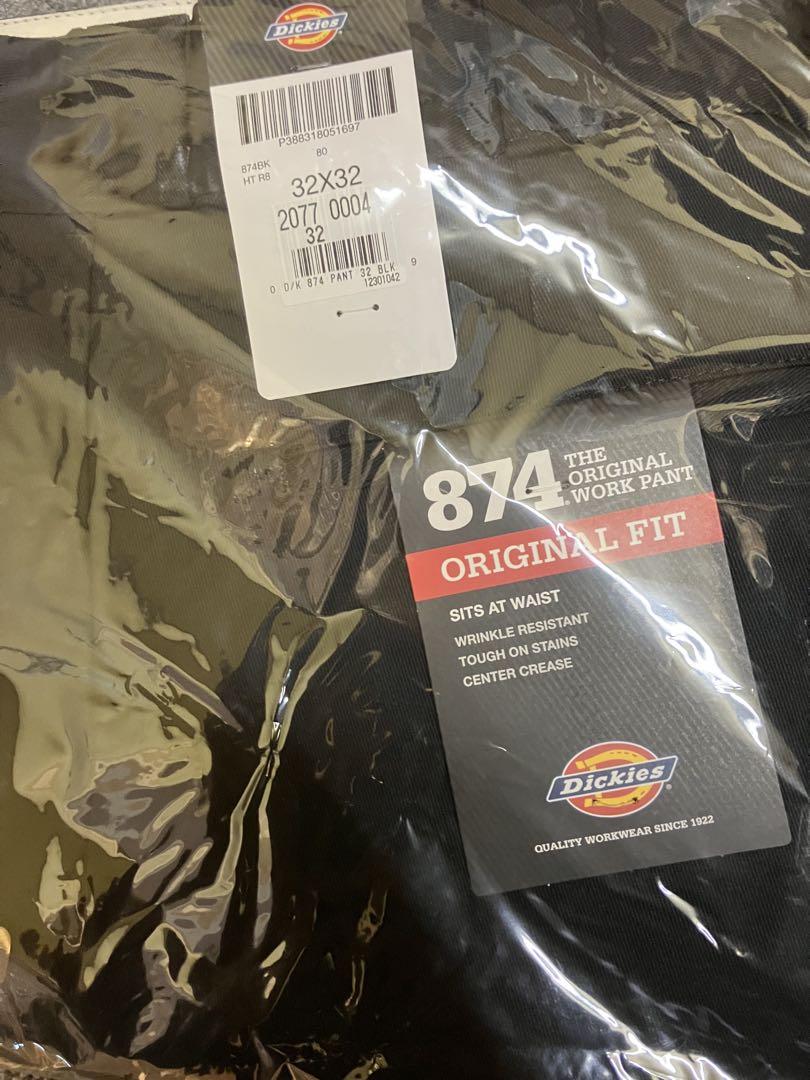 Dickies
P388318051697
80
874BK
HT R8
32X32
2077 0004
32
0 D/K 874 PANT 32 BLK 9
12301042
874 THE ORIGINAL WORK PANT
ORIGINAL FIT
SITS AT WAIST
WRINKLE RESISTANT
TOUGH ON STAINS
CENTER CREASE
Dickies
QUALITY WORKWEAR SINCE 1922